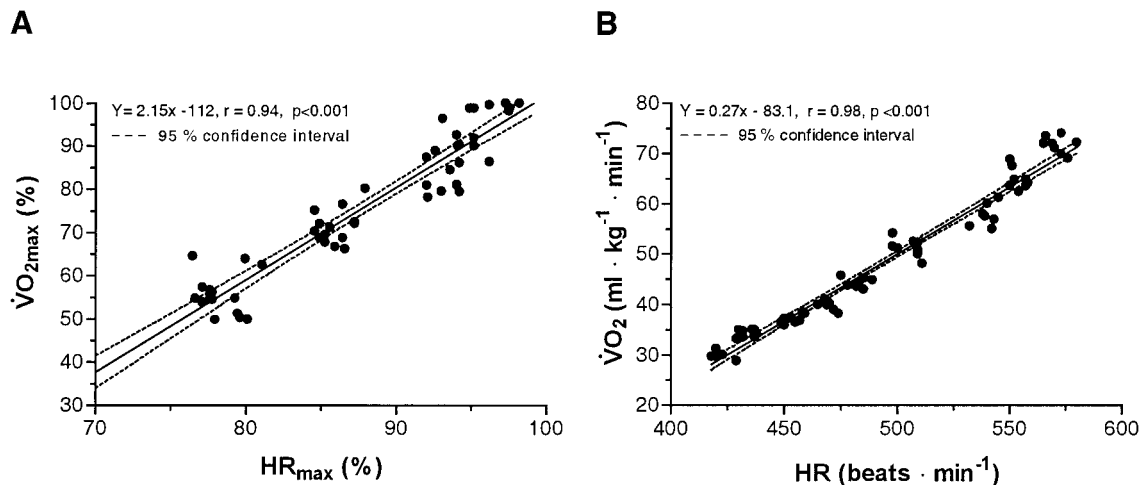 A
Y= 2.15x -112, r = 0.94, p<0.001
--- 95 % confidence interval
100
90
80
70
60
50
40
30
V̇O₂max (%)
70
80
90
100
HRmax (%)
B
Y = 0.27x - 83.1, r = 0.98, p <0.001
---- 95 % confidence interval
80
70
60
50
40
30
20
V̇O₂ (ml · kg⁻¹ · min⁻¹)
400
450
500
550
600
HR (beats · min⁻¹)